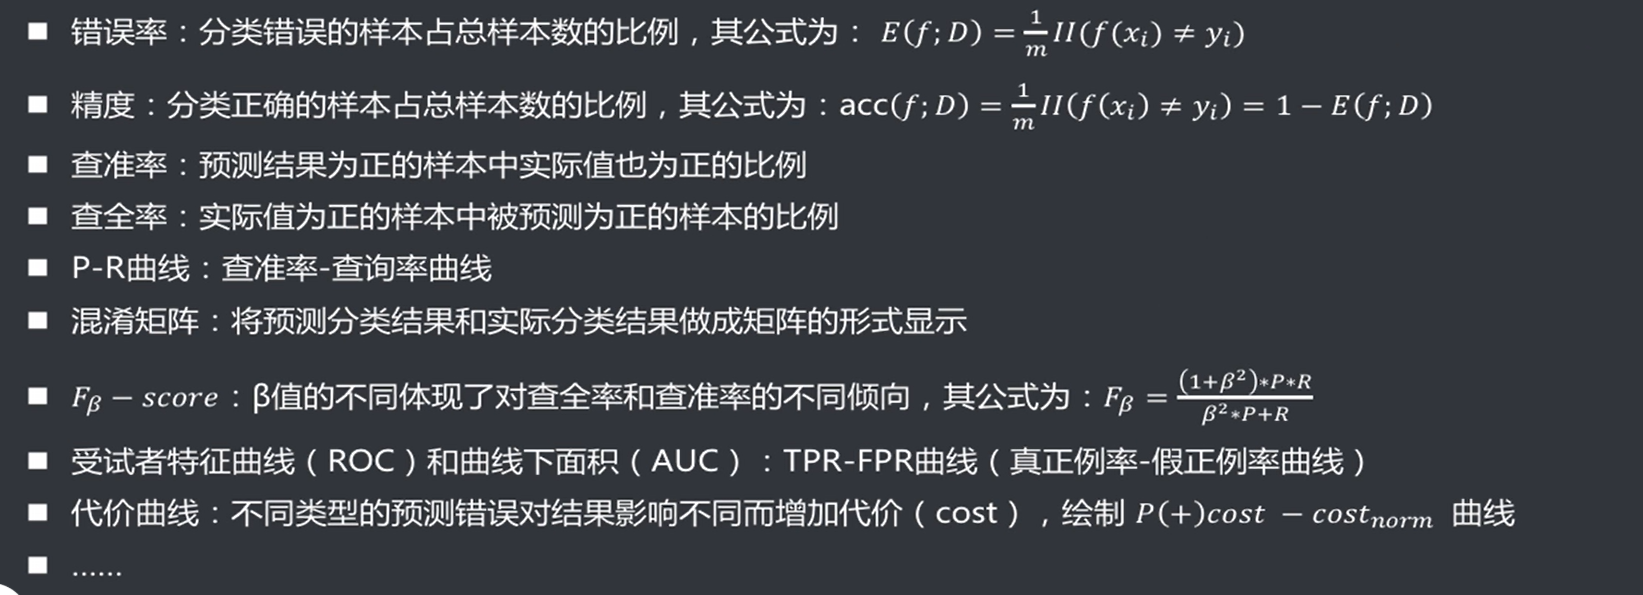 ■ 错误率：分类错误的样本占总样本数的比例，其公式为： E(f; D) = \frac{1}{m} II(f(x_i) ≠ y_i)
■ 精度：分类正确的样本占总样本数的比例，其公式为：acc(f; D) = \frac{1}{m} II(f(x_i) ≠ y_i) = 1 − E(f; D)
■ 查准率：预测结果为正的样本中实际值也为正的比例
■ 查全率：实际值为正的样本中被预测为正的样本的比例
■ P-R曲线：查准率-查询率曲线
■ 混淆矩阵：将预测分类结果和实际分类结果做成矩阵的形式显示
■ F_β − score：β值的不同体现了对查全率和查准率的不同倾向，其公式为：F_β = \frac{(1+β^2)*P*R}{β^2*P+R}
■ 受试者特征曲线（ROC）和曲线下面积（AUC）：TPR-FPR曲线（真正例率-假正例率曲线）
■ 代价曲线：不同类型的预测错误对结果影响不同而增加代价（cost），绘制 P(+)cost − cost_{norm} 曲线
■ ......